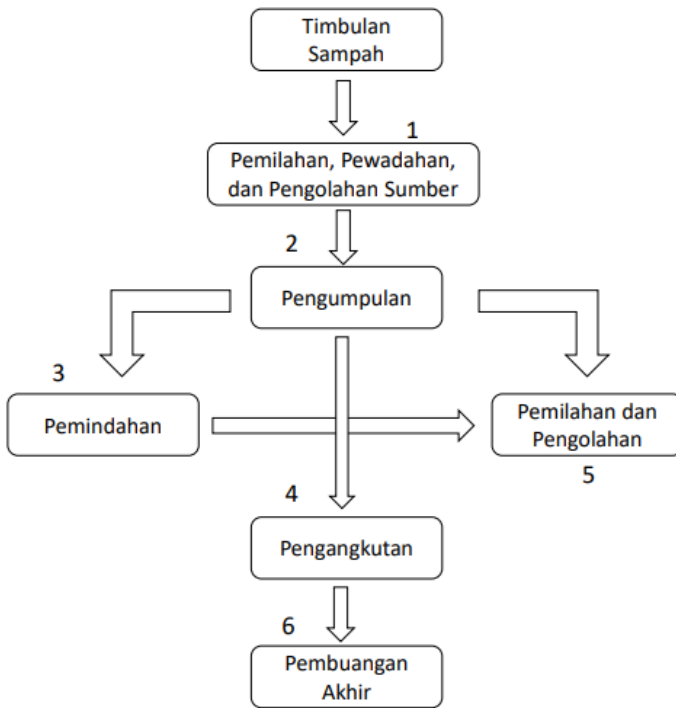 Timbulan
Sampah
1
Pemilahan, Pewadahan,
dan Pengolahan Sumber
2
Pengumpulan
3
Pemindahan
Pemilahan dan
Pengolahan
5
4
Pengangkutan
6
Pembuangan
Akhir